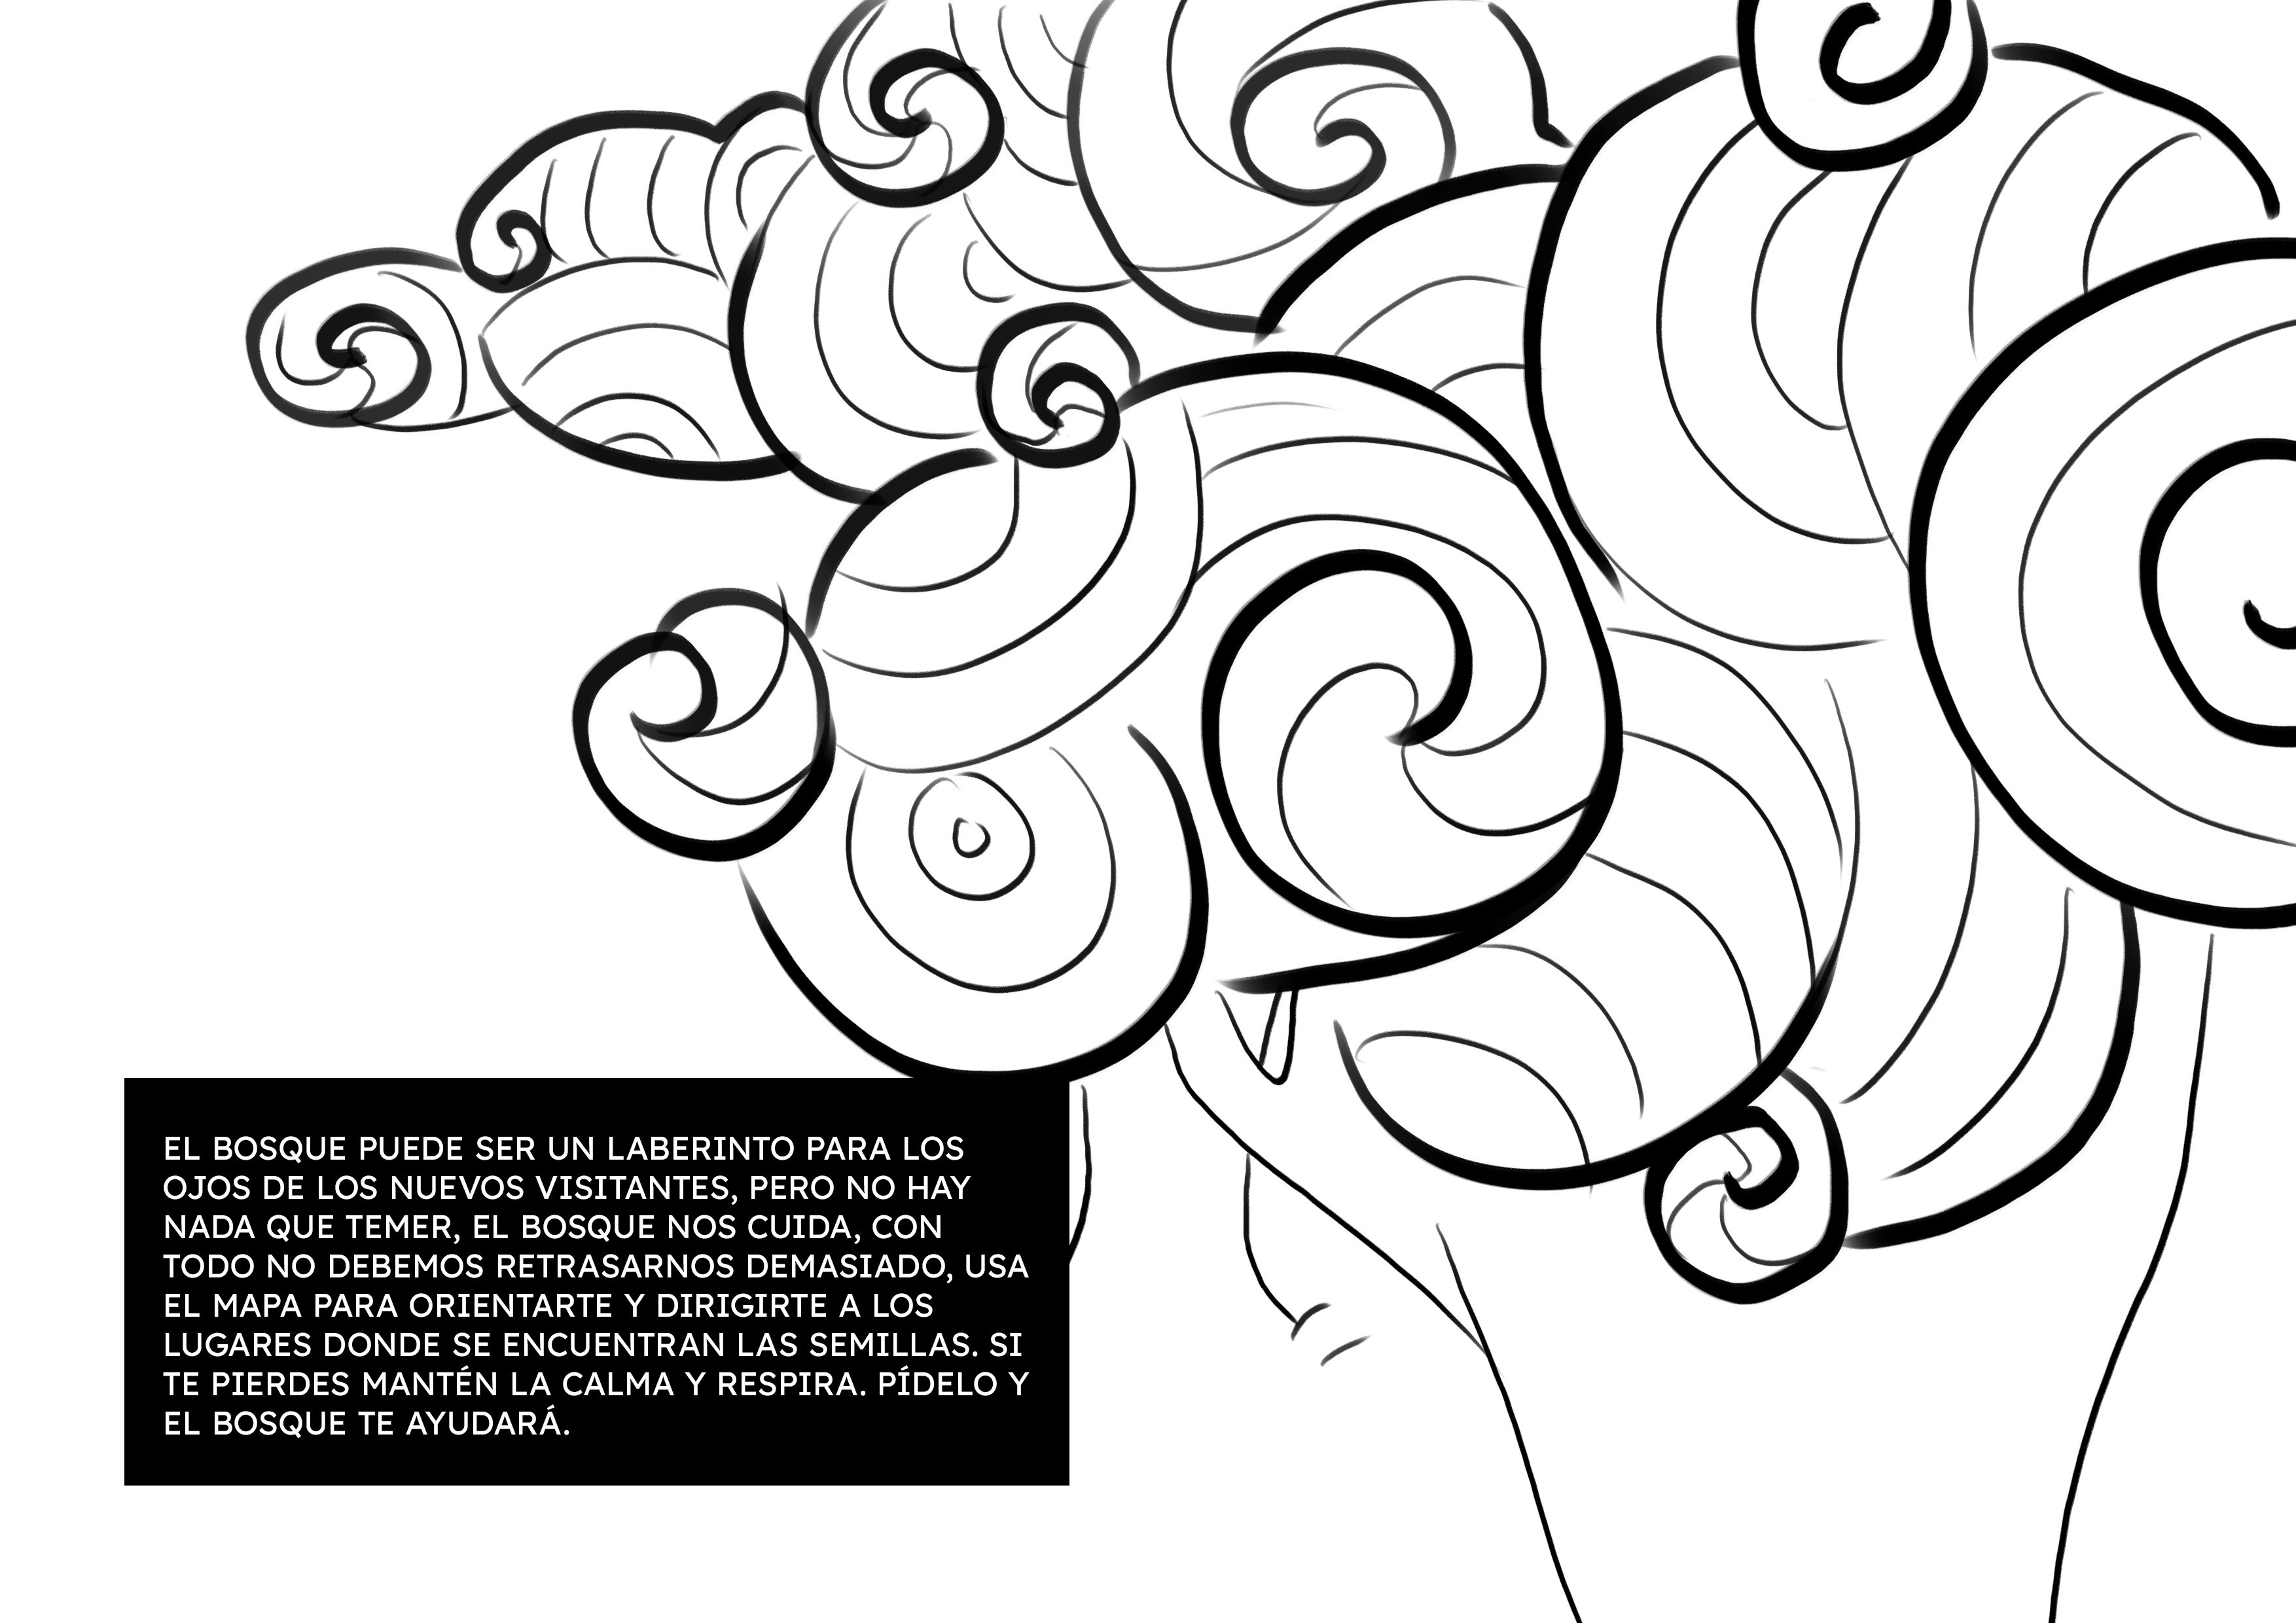 EL BOSQUE PUEDE SER UN LABERINTO PARA LOS
OJOS DE LOS NUEVOS VISITANTES, PERO NO HAY
NADA QUE TEMER, EL BOSQUE NOS CUIDA, CON
TODO NO DEBEMOS RETRASARNOS DEMASIADO, USA
EL MAPA PARA ORIENTARTE Y DIRIGIRTE A LOS
LUGARES DONDE SE ENCUENTRAN LAS SEMILLAS. SI
TE PIERDES MANTÉN LA CALMA Y RESPIRA. PÍDELO Y
EL BOSQUE TE AYUDARÁ.